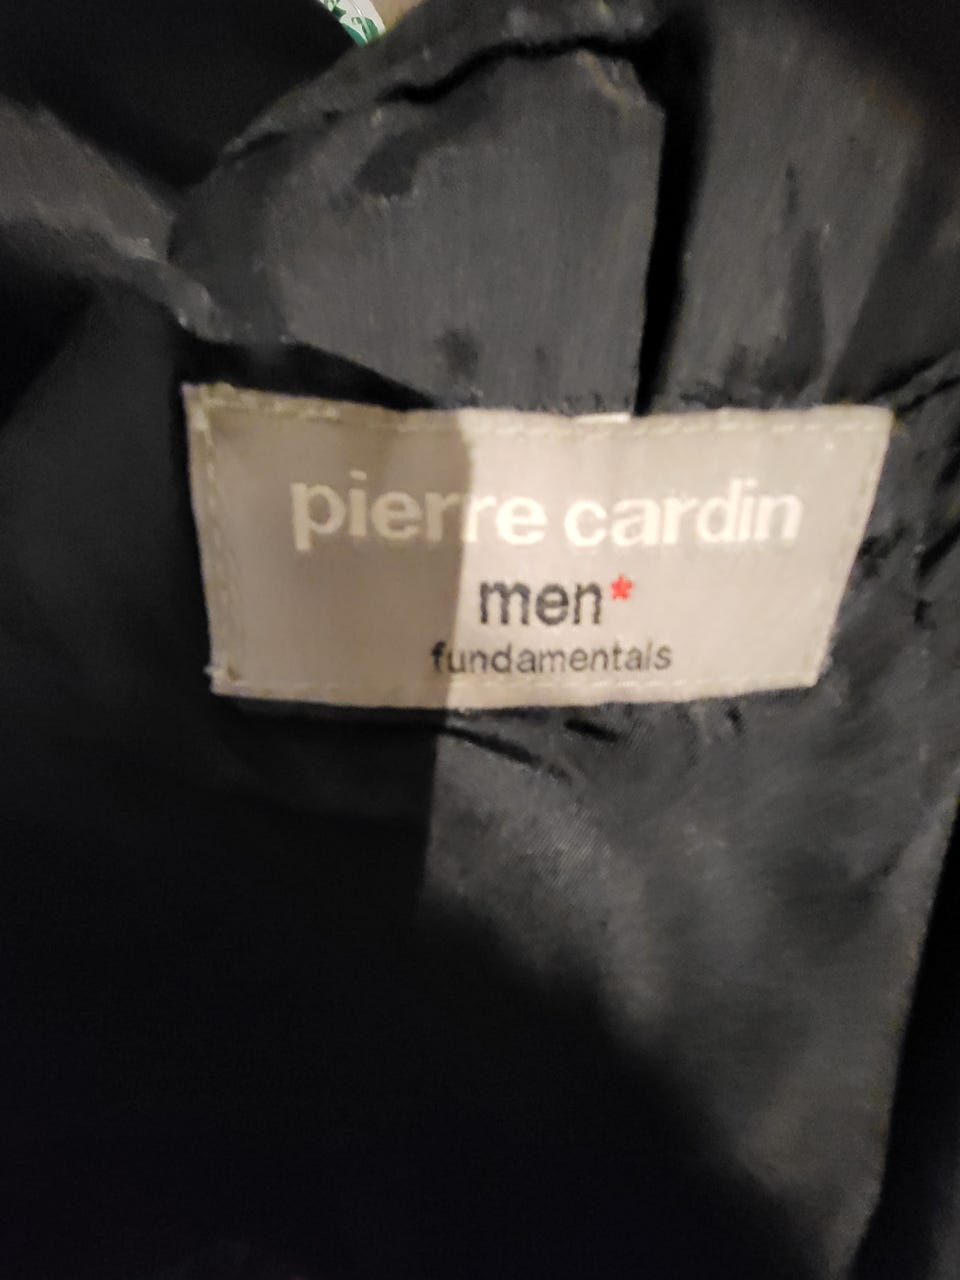 pierre cardin
men*
fundamentals